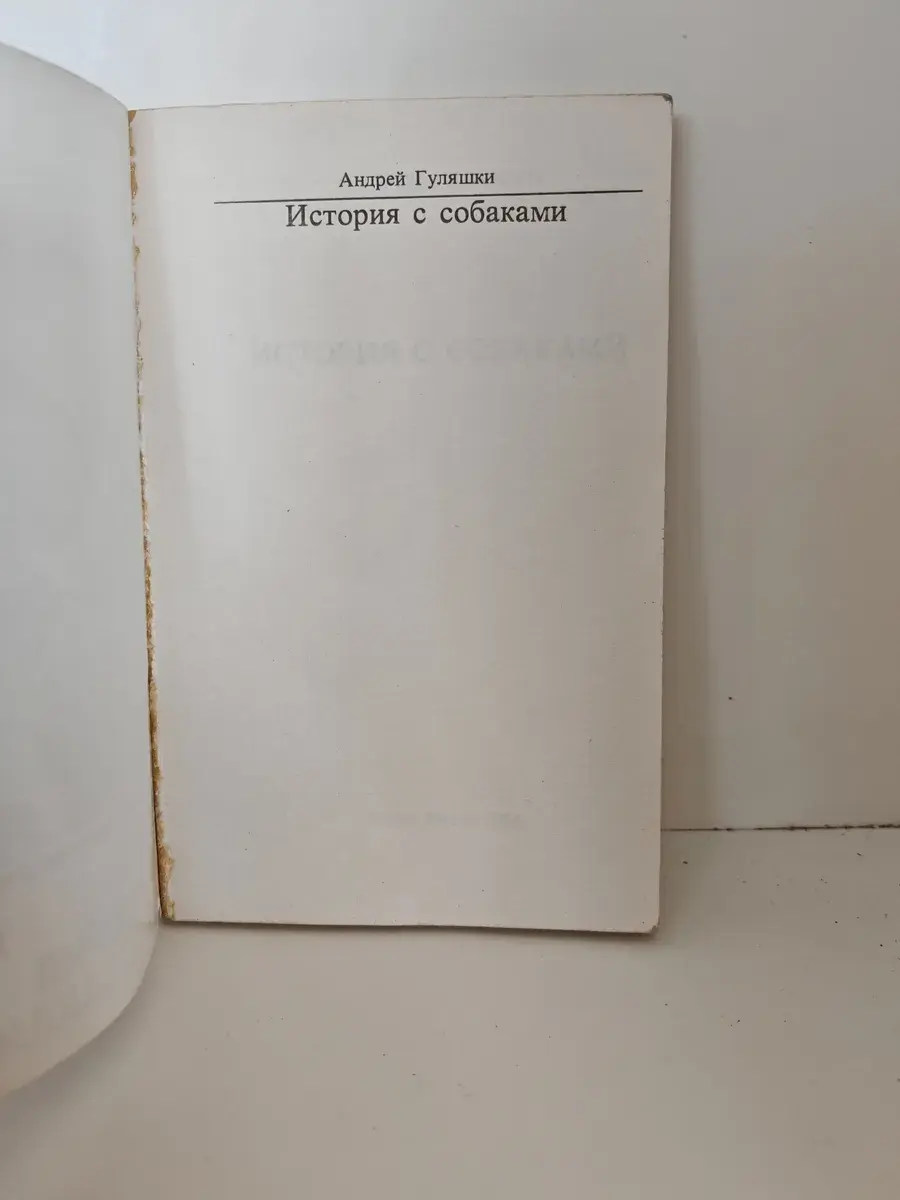 Андрей Гуляшки
История с собаками